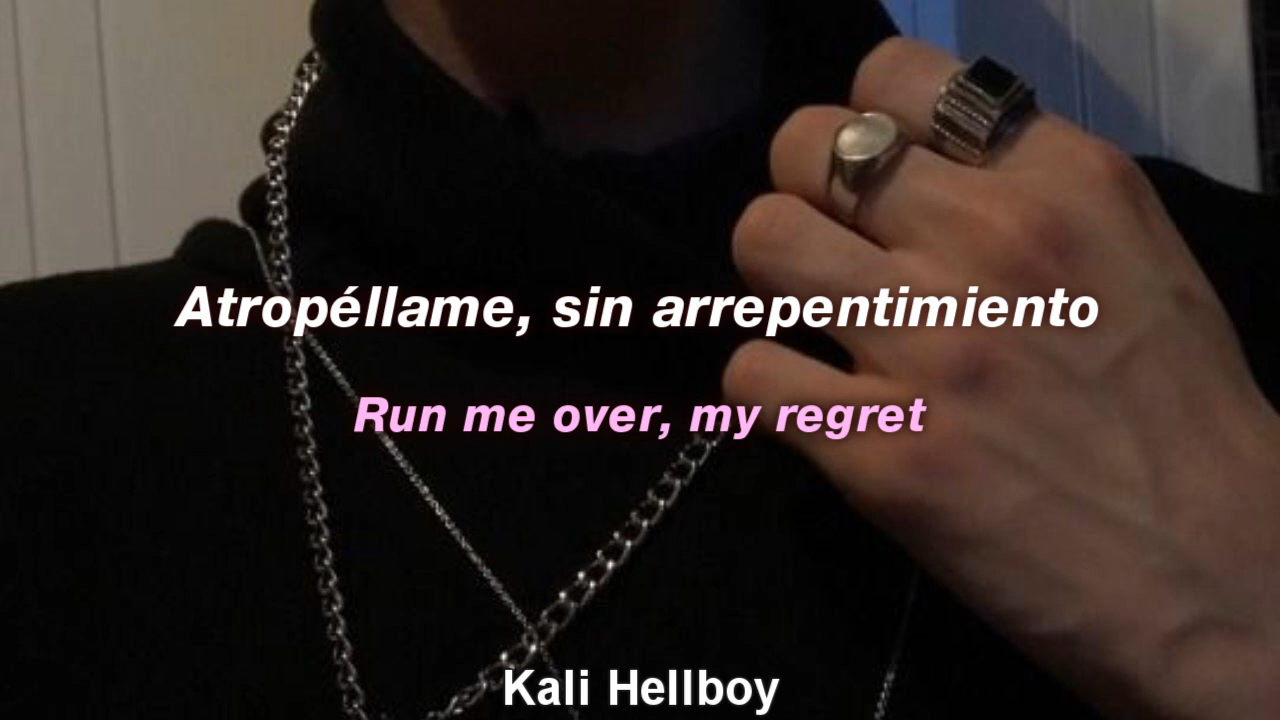 Atropéllame, sin arrepentimiento
Run me over, my regret
Kali Hellboy